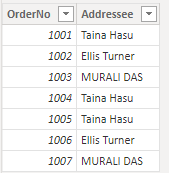 OrderNo Addressee
1001 Taina Hasu
1002 Ellis Turner
1003 MURALI DAS
1004 Taina Hasu
1005 Taina Hasu
1006 Ellis Turner
1007 MURALI DAS